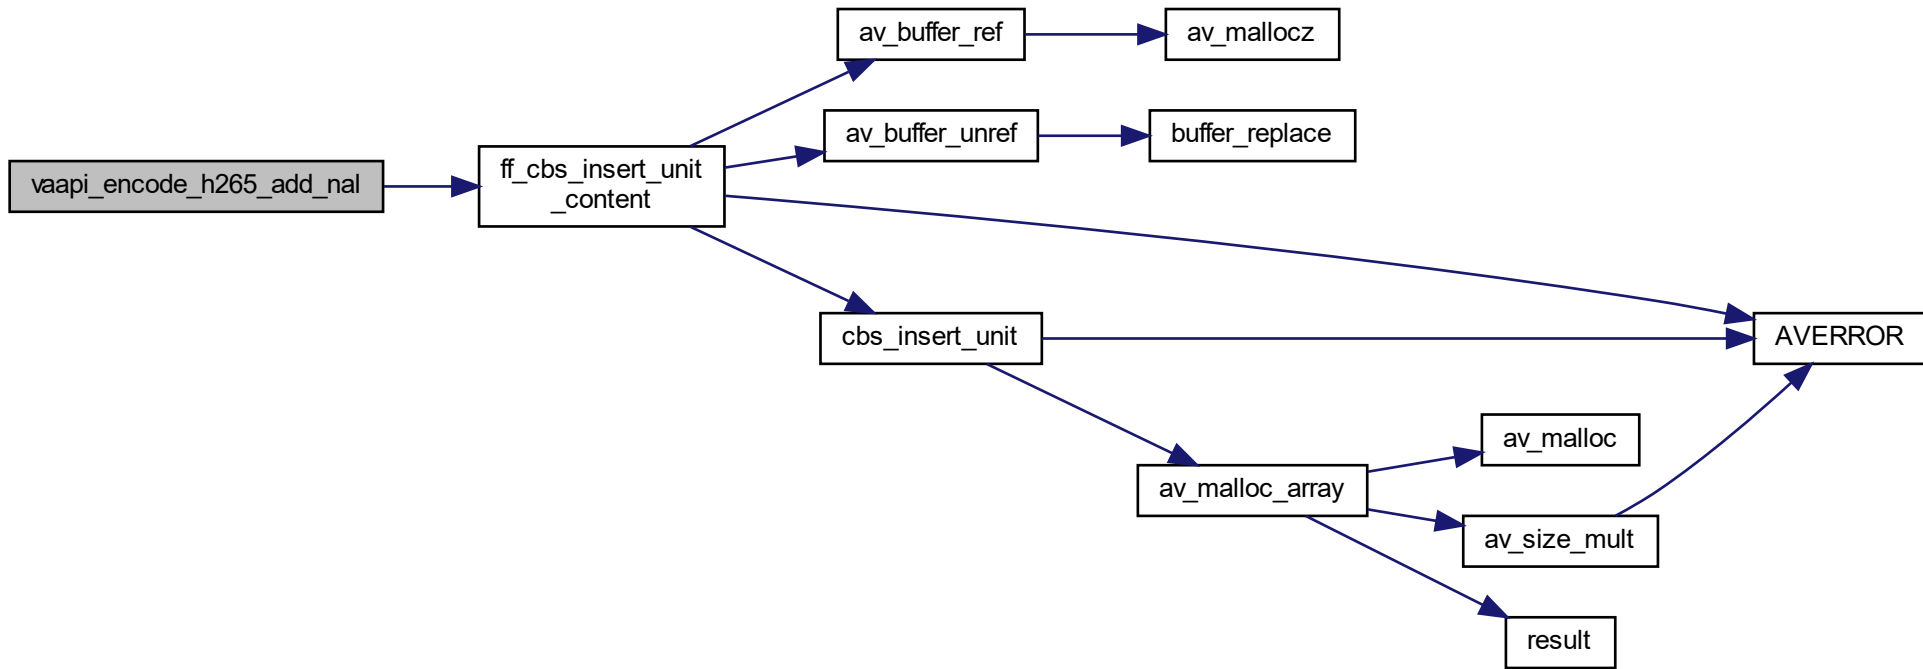 av_buffer_ref
av_mallocz
av_buffer_unref
buffer_replace
vaapi_encode_h265_add_nal
ff_cbs_insert_unit
_content
cbs_insert_unit
AVERROR
av_malloc
av_malloc_array
av_size_mult
result